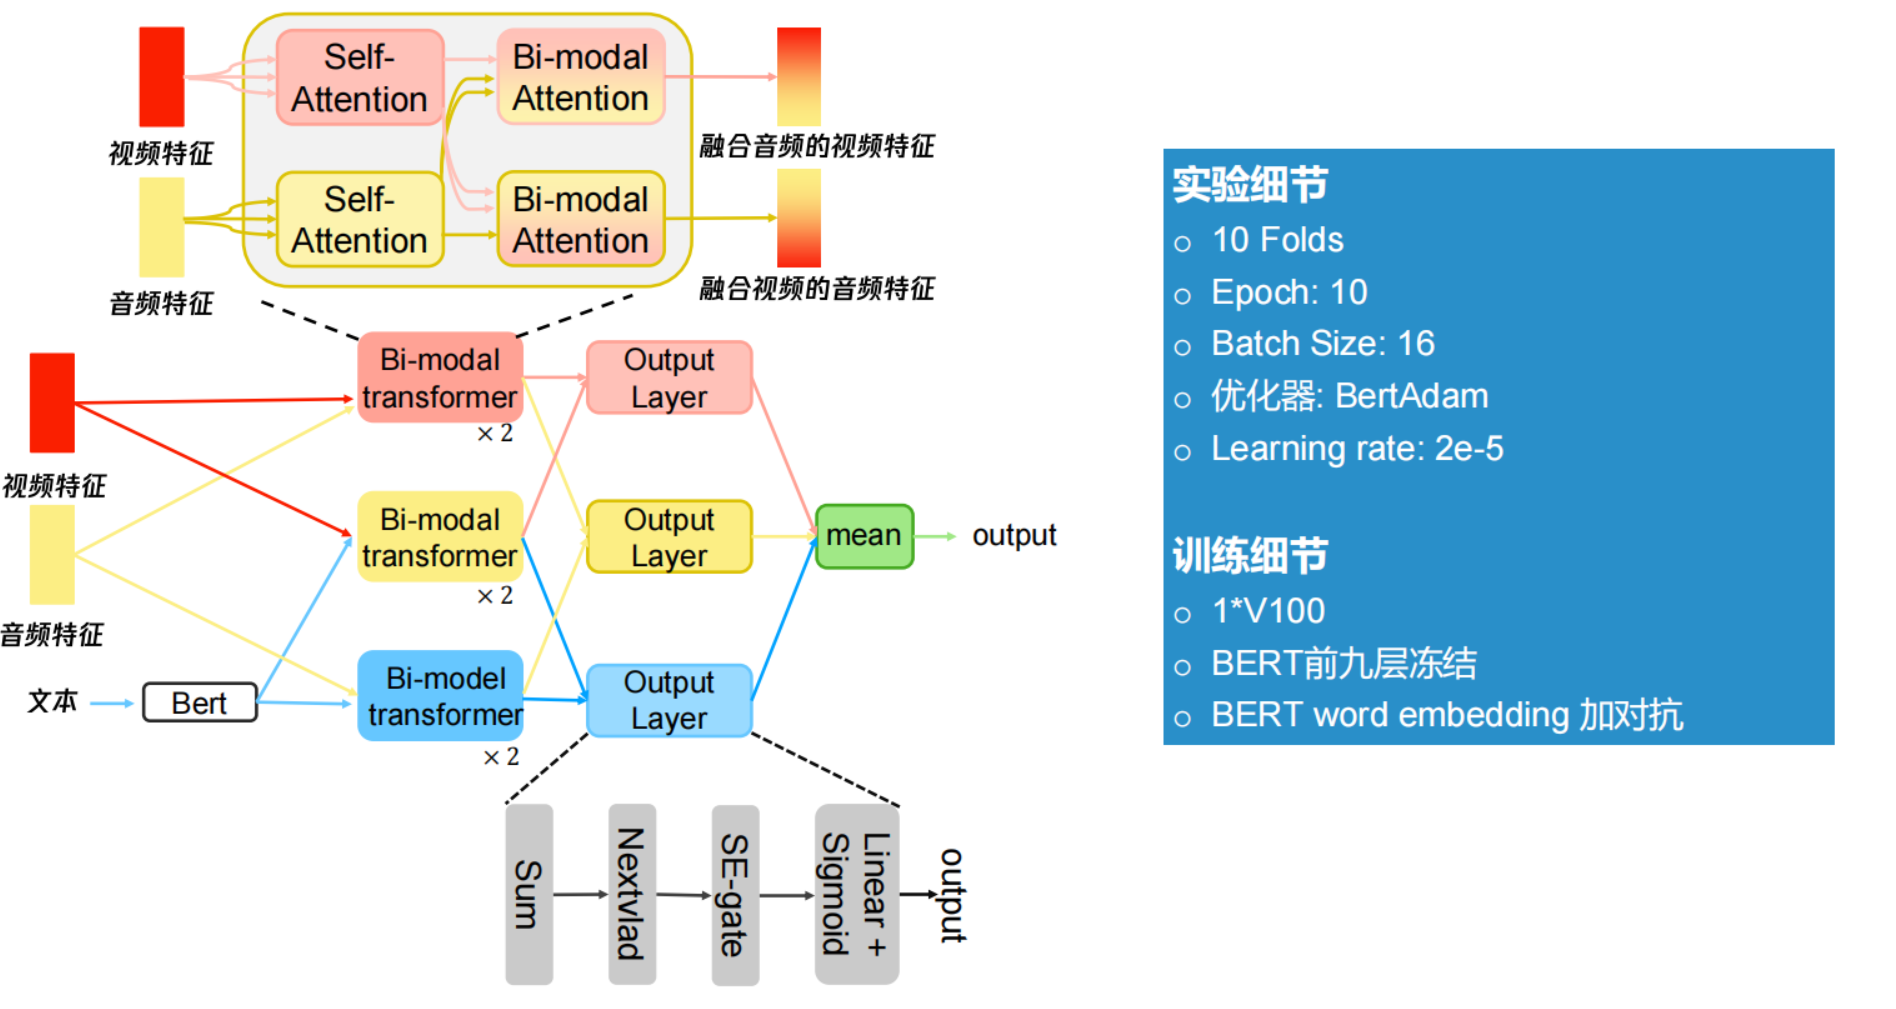 Self-
Attention
Bi-modal
Attention
视频特征
融合音频的视频特征
Self-
Attention
Bi-modal
Attention
音频特征
融合视频的音频特征
Bi-modal
transformer
×2
Output
Layer
视频特征
Bi-modal
transformer
×2
Output
Layer
mean
output
音频特征
文本
Bert
Bi-model
transformer
×2
Output
Layer
Sum
Nextvlad
SE-gate
Linear +
Sigmoid
output
实验细节
○ 10 Folds
○ Epoch: 10
○ Batch Size: 16
○ 优化器: BertAdam
○ Learning rate: 2e-5
训练细节
○ 1*V100
○ BERT前九层冻结
○ BERT word embedding 加对抗